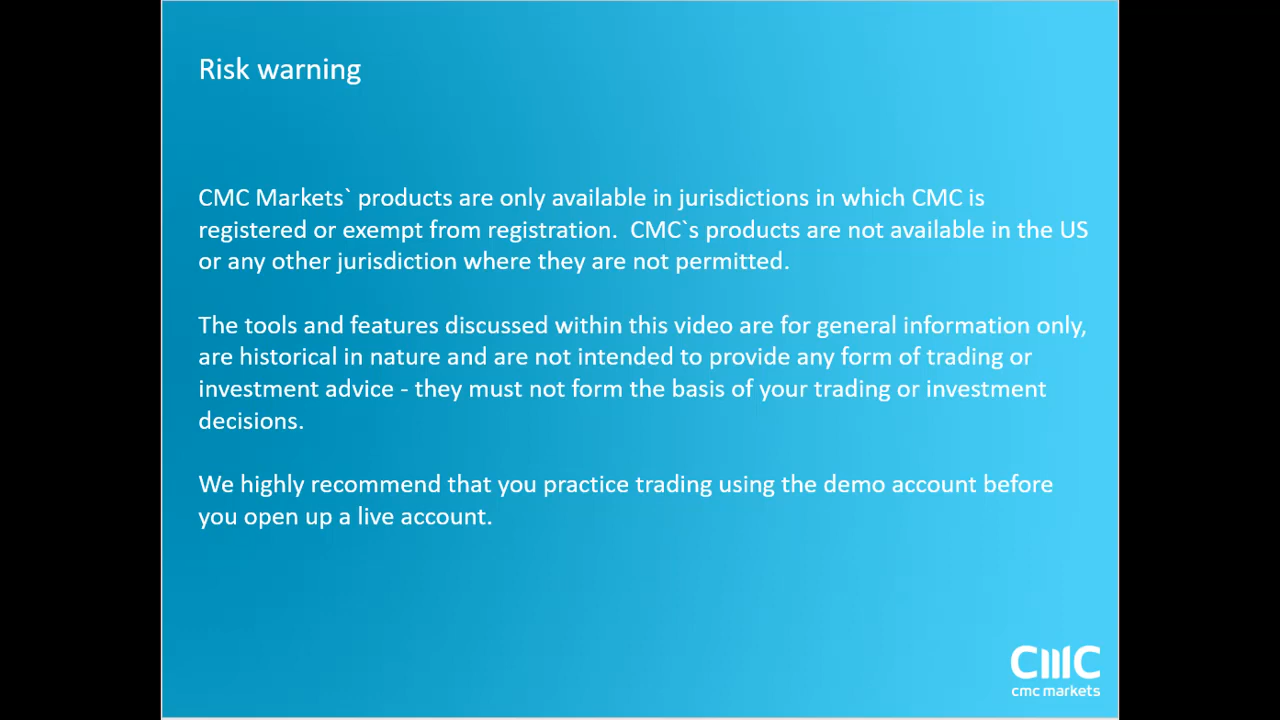 Risk warning
CMC Markets` products are only available in jurisdictions in which CMC is
registered or exempt from registration.  CMC`s products are not available in the US
or any other jurisdiction where they are not permitted.
The tools and features discussed within this video are for general information only,
are historical in nature and are not intended to provide any form of trading or
investment advice - they must not form the basis of your trading or investment
decisions.
We highly recommend that you practice trading using the demo account before
you open up a live account.
CMC
cmc markets